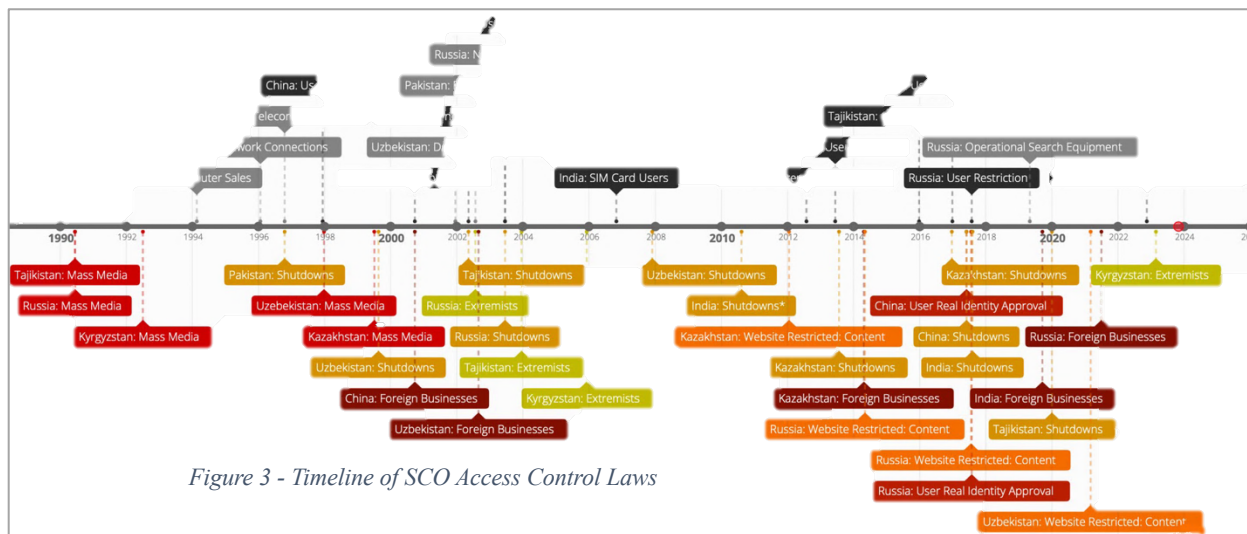 Russia: N
China: Us
Pakistan:
Tajikistan:
Network Connections
Uzbekistan: D
User
Russia: Operational Search Equipment
Sales
India: SIM Card Users
Russia: User Restriction
1990
1992
1994
1996
1998
2000
2002
2004
2006
2008
2010
2012
2014
2016
2018
2020
2022
2024
Tajikistan: Mass Media
Pakistan: Shutdowns
Tajikistan: Shutdowns
Uzbekistan: Shutdowns
Kazakhstan: Shutdowns
Kyrgyzstan: Extremists
Russia: Mass Media
Uzebekistan: Mass Media
Russia: Extremists
India: Shutdowns*
China: User Real Identity Approval
Kyrgyzstan: Mass Media
Kazakhstan: Mass Media
Russia: Shutdowns
Kazakhstan: Website Restricted: Content
China: Shutdowns
Russia: Foreign Businesses
Uzbekistan: Shutdowns
Tajikistan: Extremists
Kazakhstan: Shutdowns
India: Shutdowns
China: Foreign Businesses
Kyrgyzstan: Extremists
Kazakhstan: Foreign Businesses
India: Foreign Businesses
Uzbekistan: Foreign Businesses
Russia: Website Restricted: Content
Tajikistan: Shutdowns
Russia: Website Restricted: Content
Figure 3 - Timeline of SCO Access Control Laws
Russia: User Real Identity Approval
Uzbekistan: Website Restricted: Content